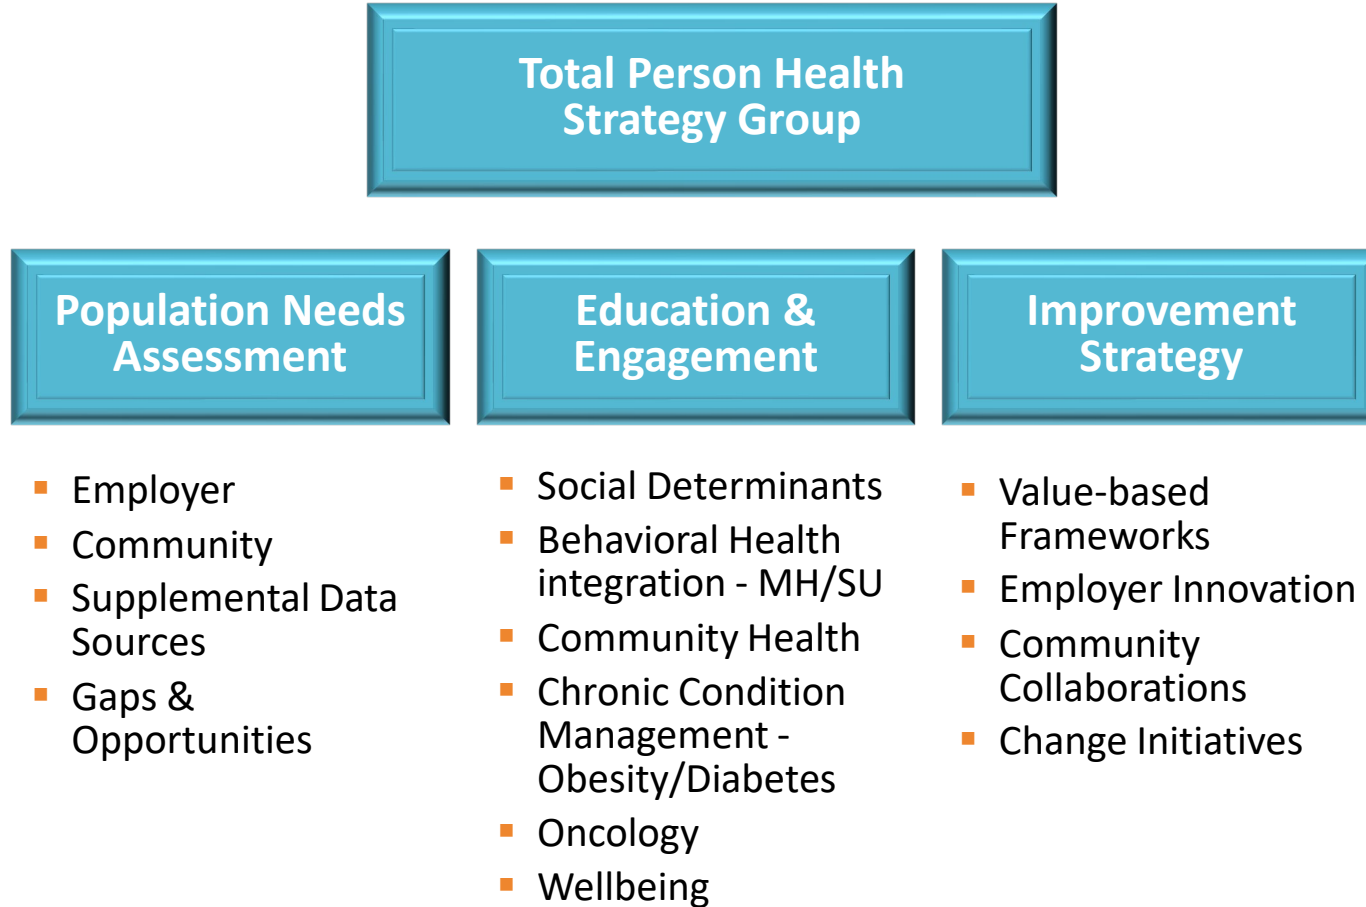 Total Person Health
Strategy Group
Population Needs
Assessment
Education &
Engagement
Improvement
Strategy
▪ Employer
▪ Community
▪ Supplemental Data
Sources
▪ Gaps &
Opportunities
▪ Social Determinants
▪ Behavioral Health
integration - MH/SU
▪ Community Health
▪ Chronic Condition
Management -
Obesity/Diabetes
▪ Oncology
▪ Wellbeing
▪ Value-based
Frameworks
▪ Employer Innovation
▪ Community
Collaborations
▪ Change Initiatives